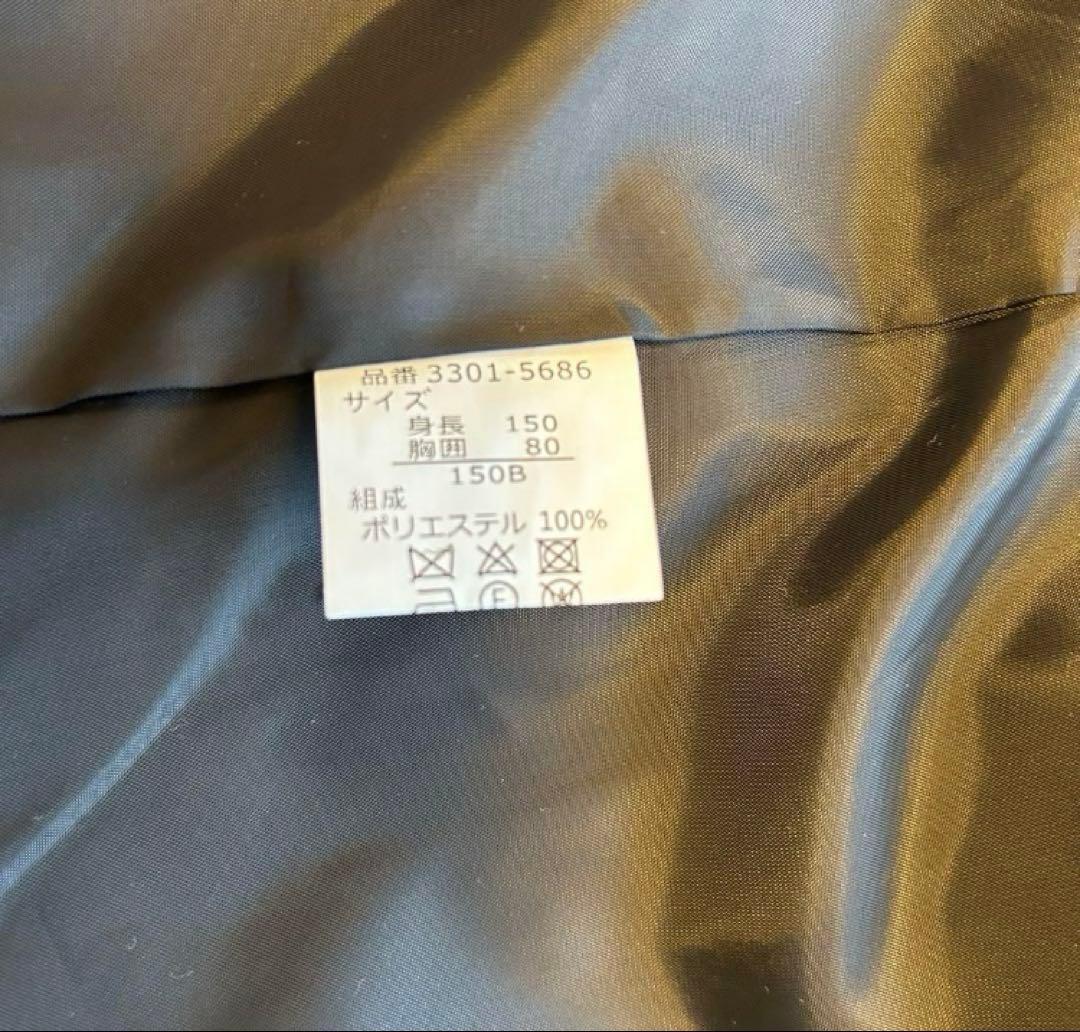 品番 3301-5686
サイズ
身長 150
胸囲 80
150B
組成
ポリエステル 100%
F
W